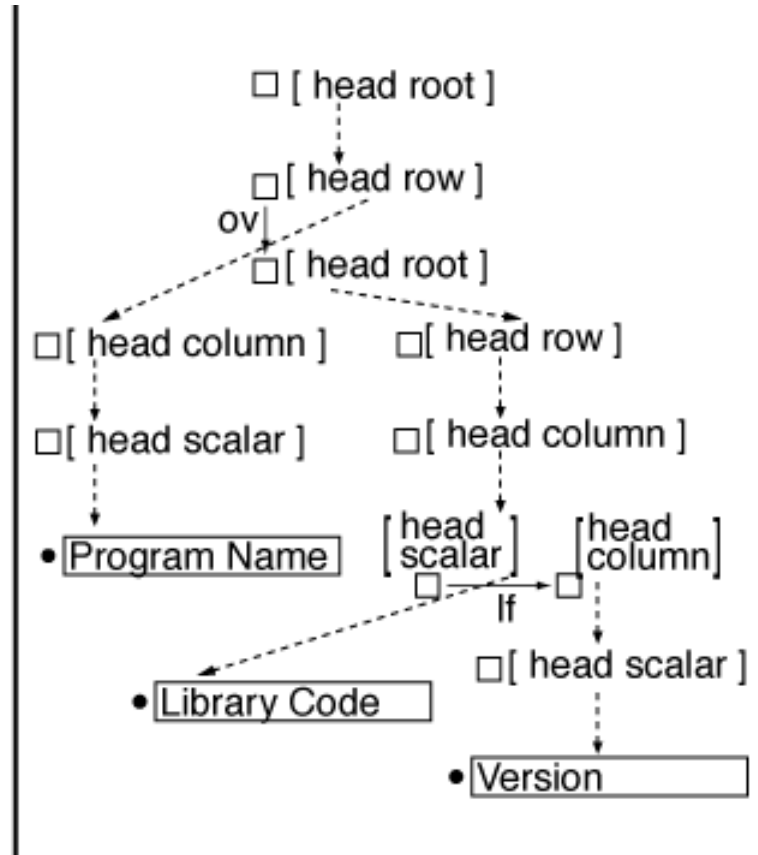 [ head root ]
[ head row ]
ov
[ head root ]
[ head column ]
[ head row ]
[ head scalar ]
[ head column ]
[ head scalar ]
[ head column ]
Program Name
lf
[ head scalar ]
Library Code
Version